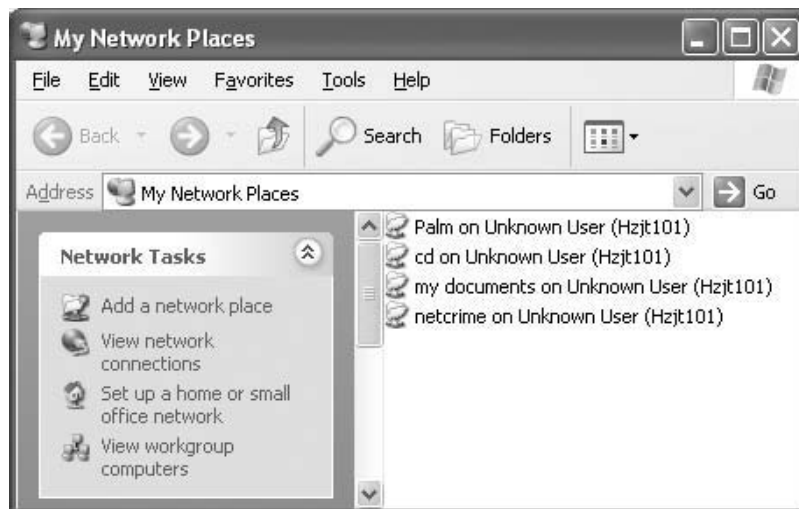 My Network Places
File Edit View Favorites Tools Help
Back Search Folders
Address My Network Places Go
Network Tasks
Add a network place
View network
connections
Set up a home or small
office network
View workgroup
computers
Palm on Unknown User (Hzjt101)
cd on Unknown User (Hzjt101)
my documents on Unknown User (Hzjt101)
netcrime on Unknown User (Hzjt101)